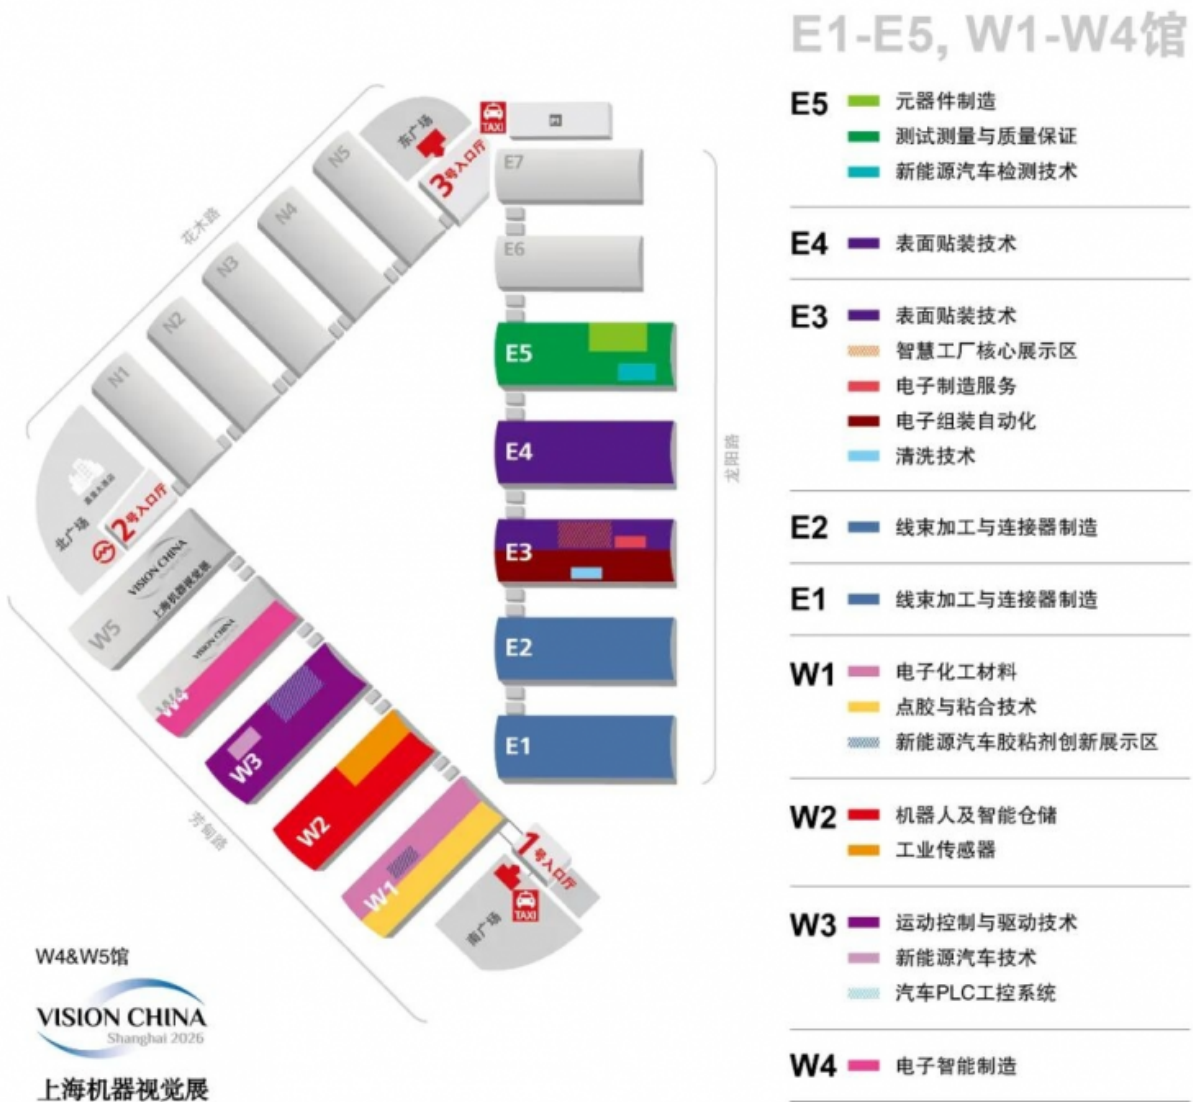 E1-E5, W1-W4馆
E5
元器件制造
测试测量与质量保证
新能源汽车检测技术
E4
表面贴装技术
E3
表面贴装技术
智慧工厂核心展示区
电子制造服务
电子组装自动化
清洗技术
E2
线束加工与连接器制造
E1
线束加工与连接器制造
W1
电子化工材料
点胶与粘合技术
新能源汽车胶粘剂创新展示区
W2
机器人及智能仓储
工业传感器
W3
运动控制与驱动技术
新能源汽车技术
汽车PLC工控系统
W4
电子智能制造
东广场
TAXI
3号入口厅
N5
N4
N3
N2
N1
花木路
E7
E6
E5
E4
E3
E2
E1
龙阳路
北广场
2号入口厅
W5
VISION CHINA
上海机器视觉展
W4
VISION CHINA
W3
W2
W1
芳甸路
1号入口厅
TAXI
南广场
W4&W5馆
VISION CHINA
Shanghai 2026
上海机器视觉展